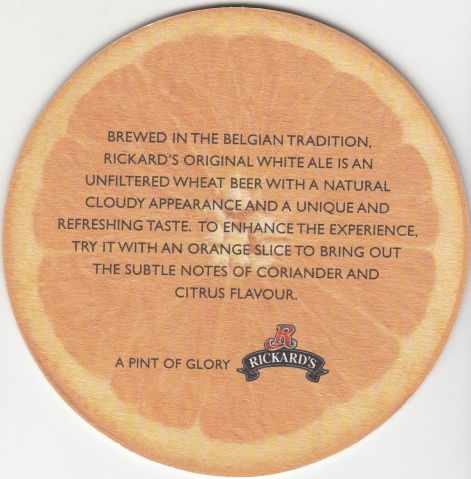 BREWED IN THE BELGIAN TRADITION,
RICKARD'S ORIGINAL WHITE ALE IS AN
UNFILTERED WHEAT BEER WITH A NATURAL
CLOUDY APPEARANCE AND A UNIQUE AND
REFRESHING TASTE. TO ENHANCE THE EXPERIENCE,
TRY IT WITH AN ORANGE SLICE TO BRING OUT
THE SUBTLE NOTES OF CORIANDER AND
CITRUS FLAVOUR.
R
A PINT OF GLORY RICKARD'S